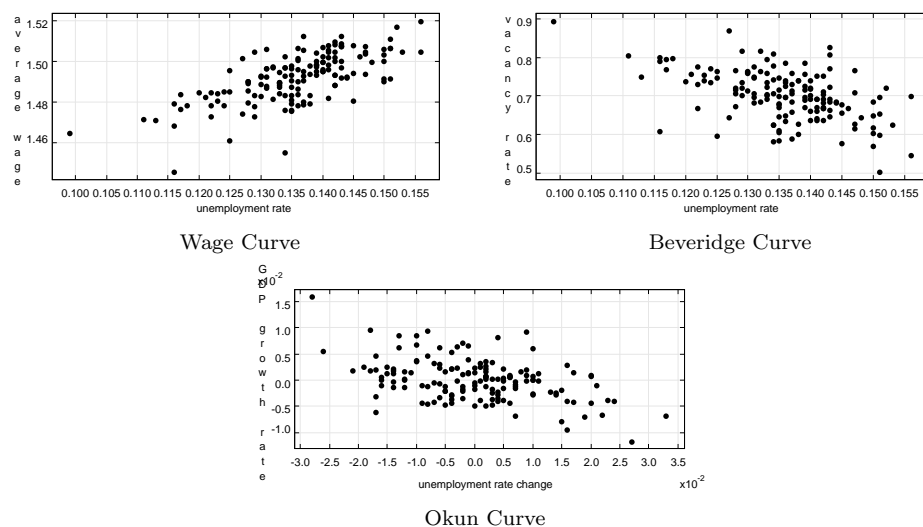 average wage
1.52
1.50
1.48
1.46
0.100 0.105 0.110 0.115 0.120 0.125 0.130 0.135 0.140 0.145 0.150 0.155
unemployment rate
Wage Curve
vacancy rate
0.9
0.8
0.7
0.6
0.5
0.100 0.105 0.110 0.115 0.120 0.125 0.130 0.135 0.140 0.145 0.150 0.155
unemployment rate
Beveridge Curve
GDP growth rate
x10⁻²
1.5
1.0
0.5
0.0
-0.5
-1.0
-3.0 -2.5 -2.0 -1.5 -1.0 -0.5 0.0 0.5 1.0 1.5 2.0 2.5 3.0 3.5
unemployment rate change
x10⁻²
Okun Curve